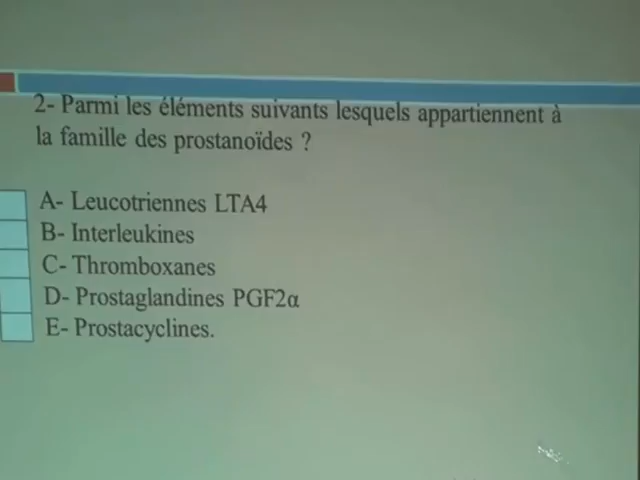 2- Parmi les éléments suivants lesquels appartiennent à
la famille des prostanoïdes ?
A- Leucotriennes LTA4
B- Interleukines
C- Thromboxanes
D- Prostaglandines PGF2α
E- Prostacyclines.